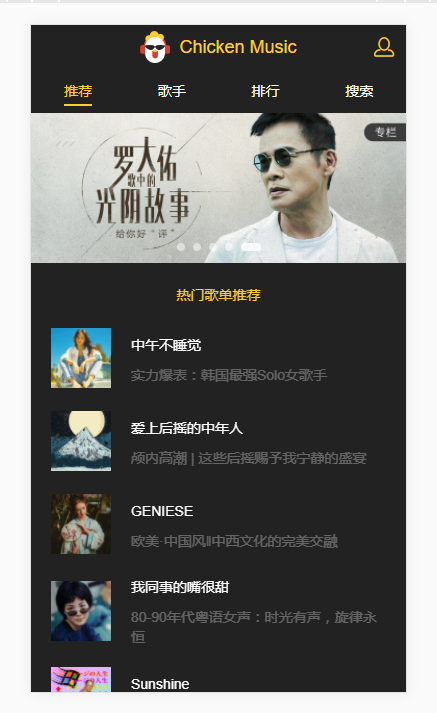 Chicken Music
推荐
歌手
排行
搜索
专栏
罗大佑
歌中的
光阴故事
给你好“评”
热门歌单推荐
中午不睡觉
实力爆表：韩国最强Solo女歌手
爱上后摇的中年人
颅内高潮 | 这些后摇赐予我宁静的盛宴
GENIESE
欧美·中国风‖中西文化的完美交融
我同事的嘴很甜
80-90年代粤语女声：时光有声，旋律永
恒
Sunshine